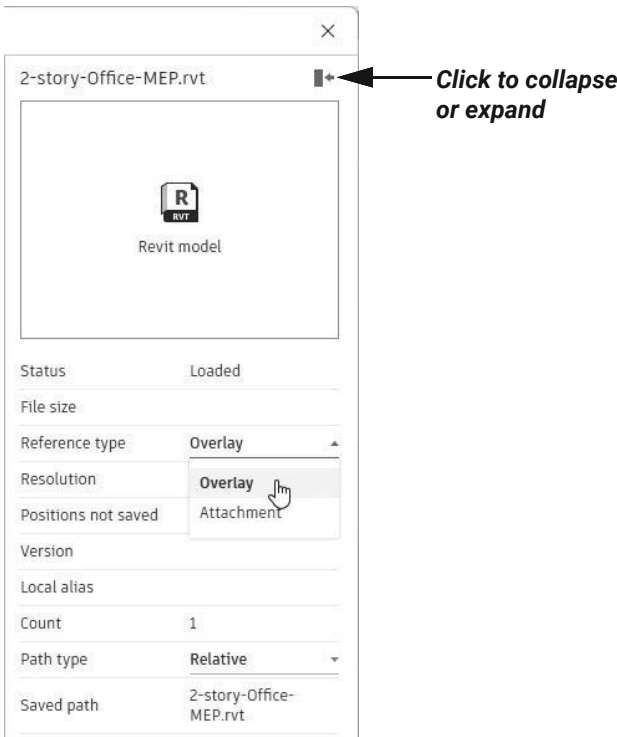 2-story-Office-MEP.rvt
Click to collapse
or expand
R
RVT
Revit model
Status Loaded
File size
Reference type Overlay
Resolution Overlay
Positions not saved Attachment
Version
Local alias
Count 1
Path type Relative
Saved path 2-story-Office-
MEP.rvt